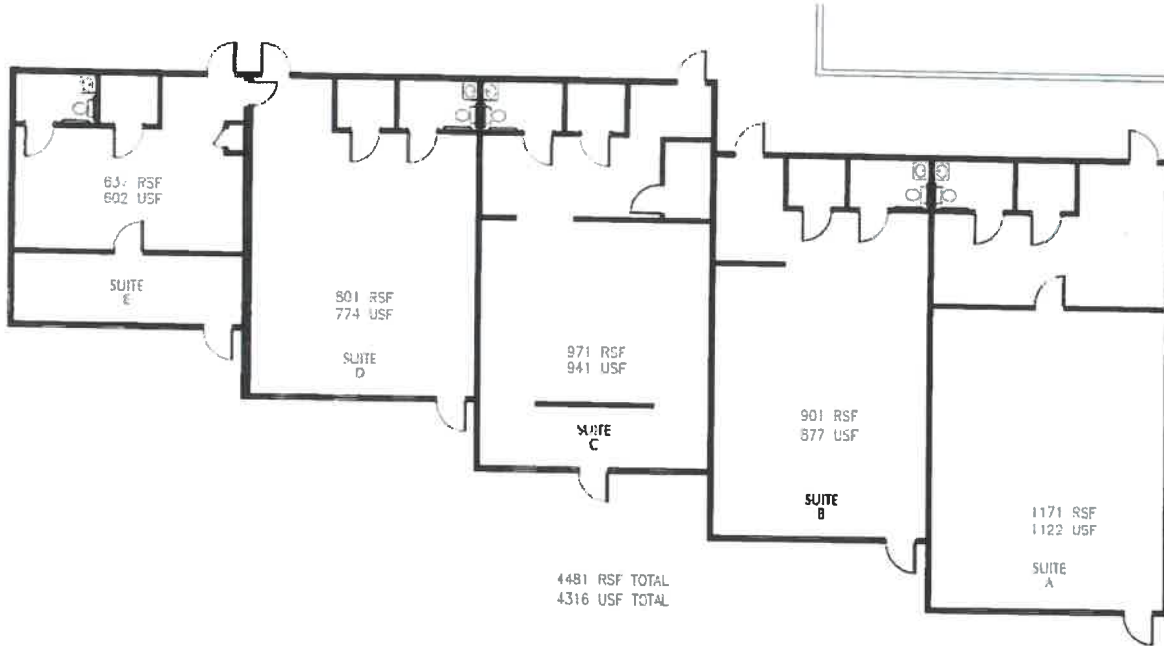 637 RSF
602 USF
SUITE
E
801 RSF
774 USF
SUITE
D
971 RSF
941 USF
SUITE
C
901 RSF
877 USF
SUITE
B
1171 RSF
1122 USF
SUITE
A
4481 RSF TOTAL
4316 USF TOTAL